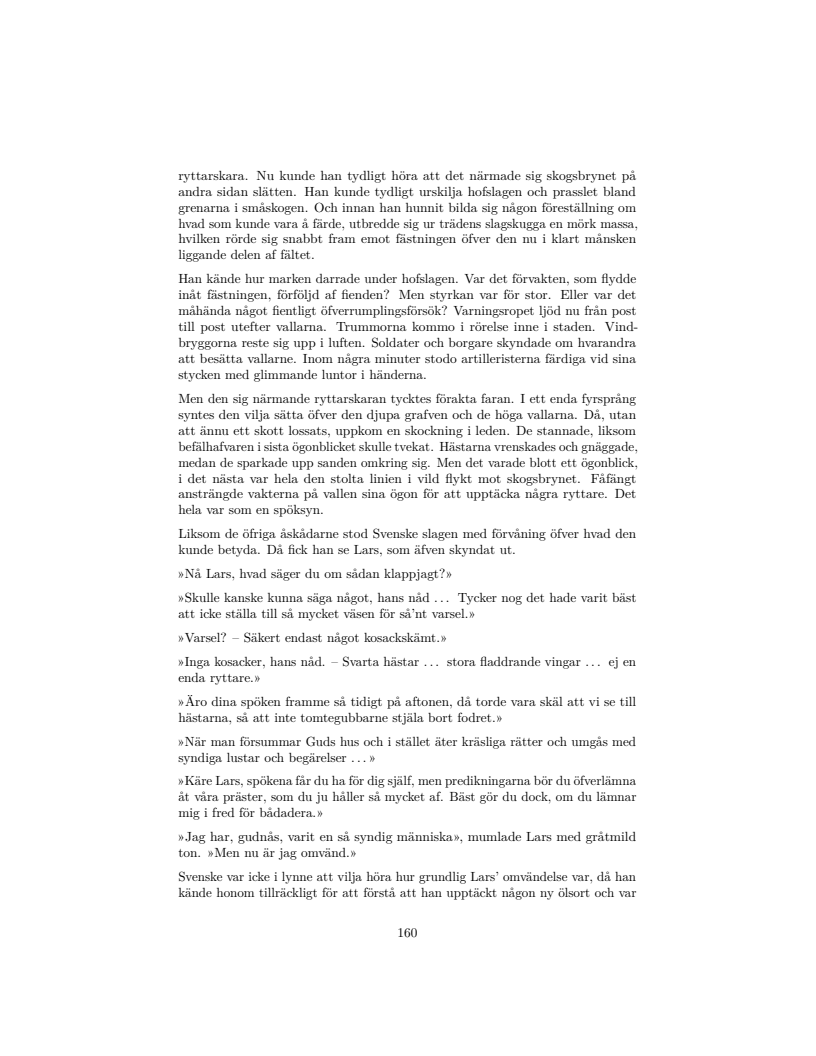 ryttarskara. Nu kunde han tydligt höra att det närmade sig skogsbrynet på
andra sidan slätten. Han kunde tydligt urskilja hofslagen och prasslet bland
grenarna i småskogen. Och innan han hunnit bilda sig någon föreställning om
hvad som kunde vara å färde, utbredde sig ur trädens slagskugga en mörk massa,
hvilken rörde sig snabbt fram emot fästningen öfver den nu i klart månsken
liggande delen af fältet.
Han kände hur marken darrade under hofslagen. Var det förvakten, som flydde
inåt fästningen, förföljd af fienden? Men styrkan var för stor. Eller var det
måhända något fientligt öfverrumplingsförsök? Varningsropet ljöd nu från post
till post utefter vallarna. Trummorna kommo i rörelse inne i staden. Vind-
bryggorna reste sig upp i luften. Soldater och borgare skyndade om hvarandra
att besätta vallarne. Inom några minuter stodo artilleristerna färdiga vid sina
stycken med glimmande luntor i händerna.
Men den sig närmande ryttarskaran tycktes förakta faran. I ett enda fyrsprång
syntes den vilja sätta öfver den djupa grafven och de höga vallarna. Då, utan
att ännu ett skott lossats, uppkom en skockning i leden. De stannade, liksom
befälhafvaren i sista ögonblicket skulle tvekat. Hästarna vrenskades och gnäggade,
medan de sparkade upp sanden omkring sig. Men det varade blott ett ögonblick,
i det nästa var hela den stolta linien i vild flykt mot skogsbrynet. Fåfängt
ansträngde vakterna på vallen sina ögon för att upptäcka några ryttare. Det
hela var som en spöksyn.
Liksom de öfriga åskådarne stod Svenske slagen med förvåning öfver hvad den
kunde betyda. Då fick han se Lars, som äfven skyndat ut.
»Nå Lars, hvad säger du om sådan klappjagt?»
»Skulle kanske kunna säga något, hans nåd . . . Tycker nog det hade varit bäst
att icke ställa till så mycket väsen för så'nt varsel.»
»Varsel? – Säkert endast något kosackskämt.»
»Inga kosacker, hans nåd. – Svarta hästar . . . stora fladdrande vingar . . . ej en
enda ryttare.»
»Äro dina spöken framme så tidigt på aftonen, då torde vara skäl att vi se till
hästarna, så att inte tomtegubbarne stjäla bort fodret.»
»När man försummar Guds hus och i stället äter kräsliga rätter och umgås med
syndiga lustar och begärelser . . . »
»Käre Lars, spökena får du ha för dig själf, men predikningarna bör du öfverlämna
åt våra präster, som du ju håller så mycket af. Bäst gör du dock, om du lämnar
mig i fred för bådadera.»
»Jag har, gudnås, varit en så syndig människa», mumlade Lars med gråtmild
ton. »Men nu är jag omvänd.»
Svenske var icke i lynne att vilja höra hur grundlig Lars' omvändelse var, då han
kände honom tillräckligt för att förstå att han upptäckt någon ny ölsort och var
160